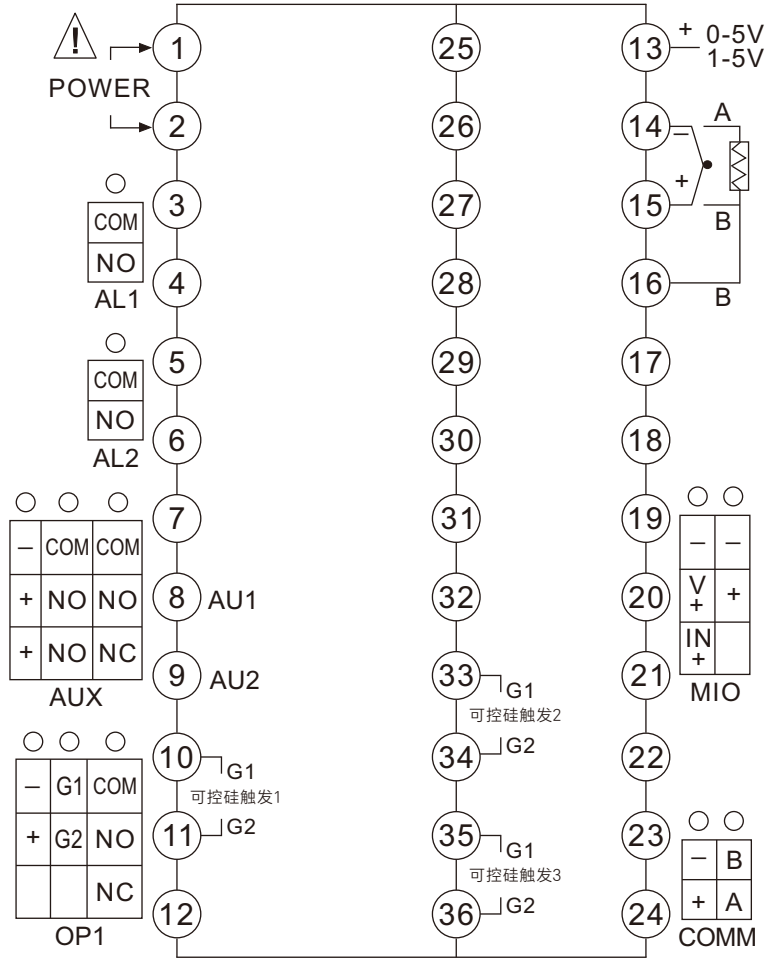 POWER
1
2
3
4
5
6
7
8
9
10
11
12
COM
NO
AL1
COM
NO
AL2
– COM COM
+ NO NO
+ NO NC
AUX
AU1
AU2
– G1 COM
+ G2 NO
NC
OP1
G1
可控硅触发1
G2
25
26
27
28
29
30
31
32
33
34
35
36
G1
可控硅触发2
G2
G1
可控硅触发3
G2
13
14
15
16
17
18
19
20
21
22
23
24
+ 0-5V
1-5V
A
–
+
B
B
– –
V
+ +
IN
+
MIO
– B
+ A
COMM